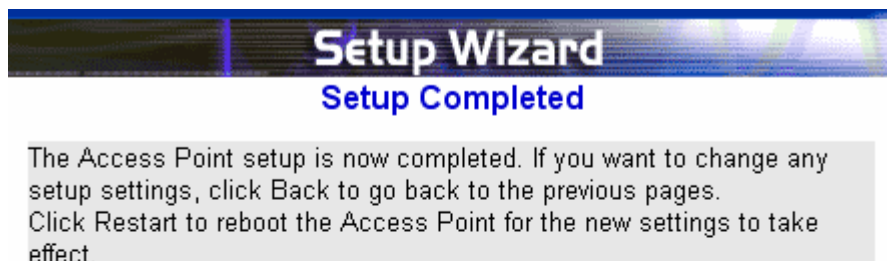 Setup Wizard
Setup Completed
The Access Point setup is now completed. If you want to change any
setup settings, click Back to go back to the previous pages.
Click Restart to reboot the Access Point for the new settings to take
effect